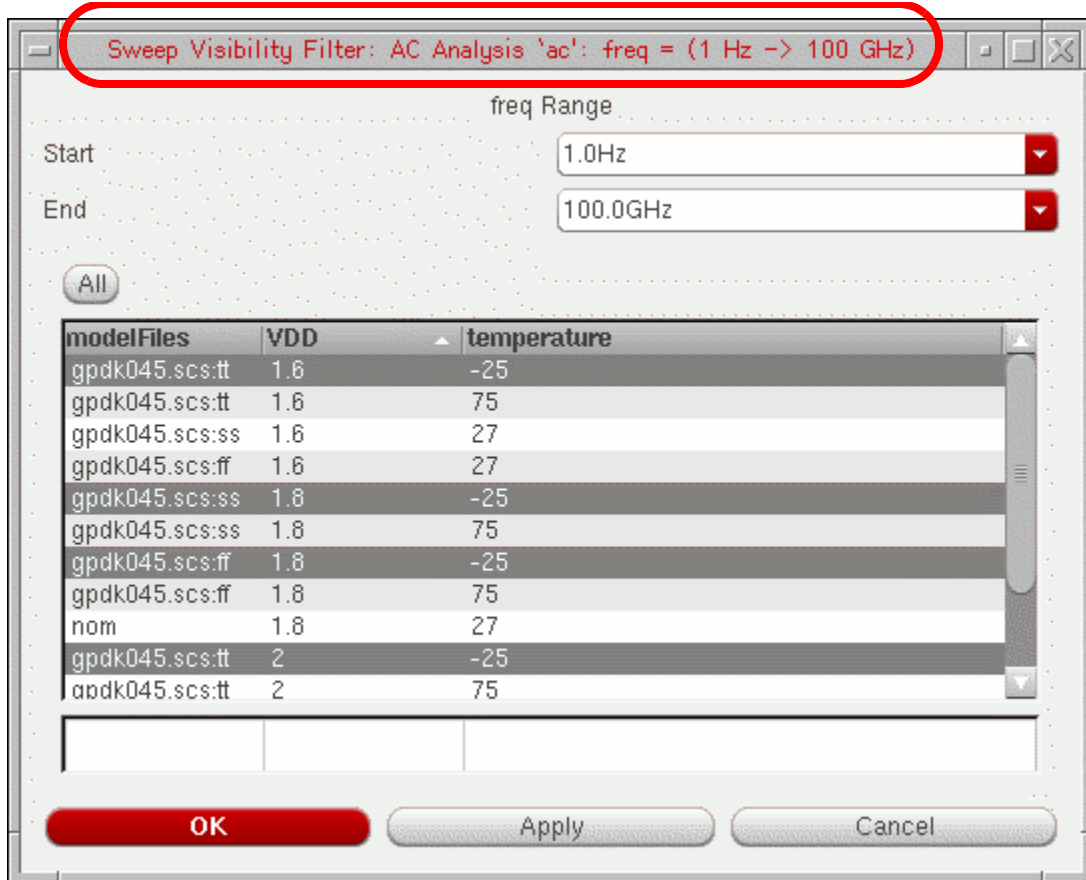 Sweep Visibility Filter: AC Analysis 'ac': freq = (1 Hz -> 100 GHz)
freq Range
Start 1.0Hz
End 100.0GHz
All
modelFiles VDD temperature
gpdk045.scs:tt 1.6 -25
gpdk045.scs:tt 1.6 75
gpdk045.scs:ss 1.6 27
gpdk045.scs:ff 1.6 27
gpdk045.scs:ss 1.8 -25
gpdk045.scs:ss 1.8 75
gpdk045.scs:ff 1.8 -25
gpdk045.scs:ff 1.8 75
nom 1.8 27
gpdk045.scs:tt 2 -25
gpdk045.scs:tt 2 75
OK Apply Cancel